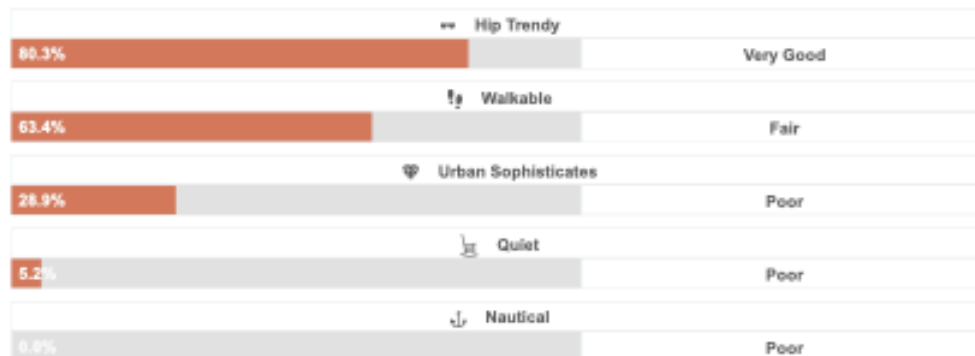 Hip Trendy
80.3% Very Good
Walkable
63.4% Fair
Urban Sophisticates
28.9% Poor
Quiet
5.2% Poor
Nautical
0.0% Poor